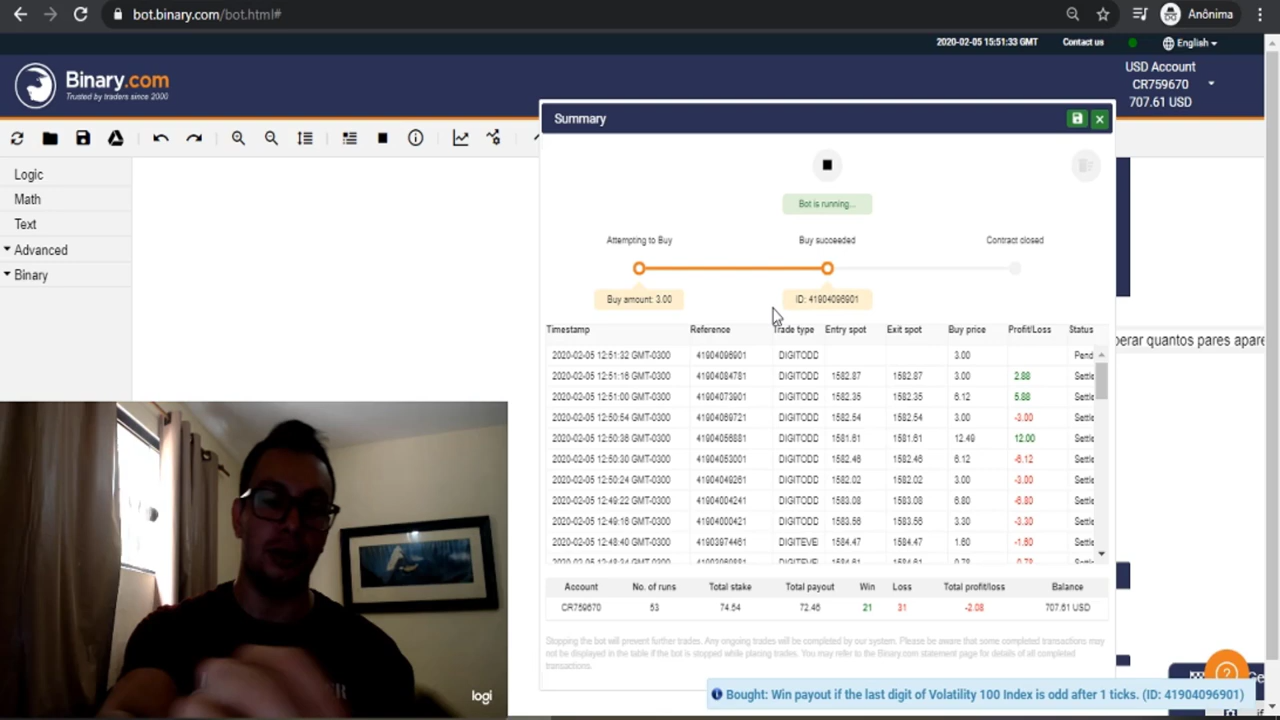 bot.binary.com/bot.html#
Anônima
2020-02-05 15:51:33 GMT
Contact us
English
Binary.com
Trusted by traders since 2000
USD Account
CR759670
707.61 USD
Summary
Logic
Math
Text
Advanced
Binary
Bot is running...
Attempting to Buy
Buy succeeded
Contract closed
Buy amount: 3.00
ID: 41904096901
Timestamp Reference Trade type Entry spot Exit spot Buy price Profit/Loss Status
2020-02-05 12:51:32 GMT-0300 41904096901 DIGITODD 3.00 Pend
2020-02-05 12:51:16 GMT-0300 41904084781 DIGITODD 1582.87 1582.87 3.00 2.88 Settle
2020-02-05 12:51:00 GMT-0300 41904073901 DIGITODD 1582.35 1582.35 6.12 5.88 Settle
2020-02-05 12:50:54 GMT-0300 41904069721 DIGITODD 1582.54 1582.54 3.00 -3.00 Settle
2020-02-05 12:50:36 GMT-0300 41904056881 DIGITODD 1581.61 1581.61 12.49 12.00 Settle
2020-02-05 12:50:30 GMT-0300 41904053001 DIGITODD 1582.46 1582.46 6.12 -6.12 Settle
2020-02-05 12:50:24 GMT-0300 41904049261 DIGITODD 1582.02 1582.02 3.00 -3.00 Settle
2020-02-05 12:49:22 GMT-0300 41904004241 DIGITODD 1583.08 1583.08 6.80 -6.80 Settle
2020-02-05 12:49:16 GMT-0300 41904000421 DIGITODD 1583.56 1583.56 3.30 -3.30 Settle
2020-02-05 12:48:40 GMT-0300 41903974461 DIGITEVE 1584.47 1584.47 1.60 -1.60 Settle
perar quantos pares apare
Account No. of runs Total stake Total payout Win Loss Total profit/loss Balance
CR759670 53 74.54 72.46 21 31 -2.08 707.61 USD
Stopping the bot will prevent further trades. Any ongoing trades will be completed by our system. Please be aware that some completed transactions may
not be displayed in the table if the bot is stopped while placing trades. You may refer to the Binary.com statement page for details of all completed
transactions.
Bought: Win payout if the last digit of Volatility 100 Index is odd after 1 ticks. (ID: 41904096901)
logi